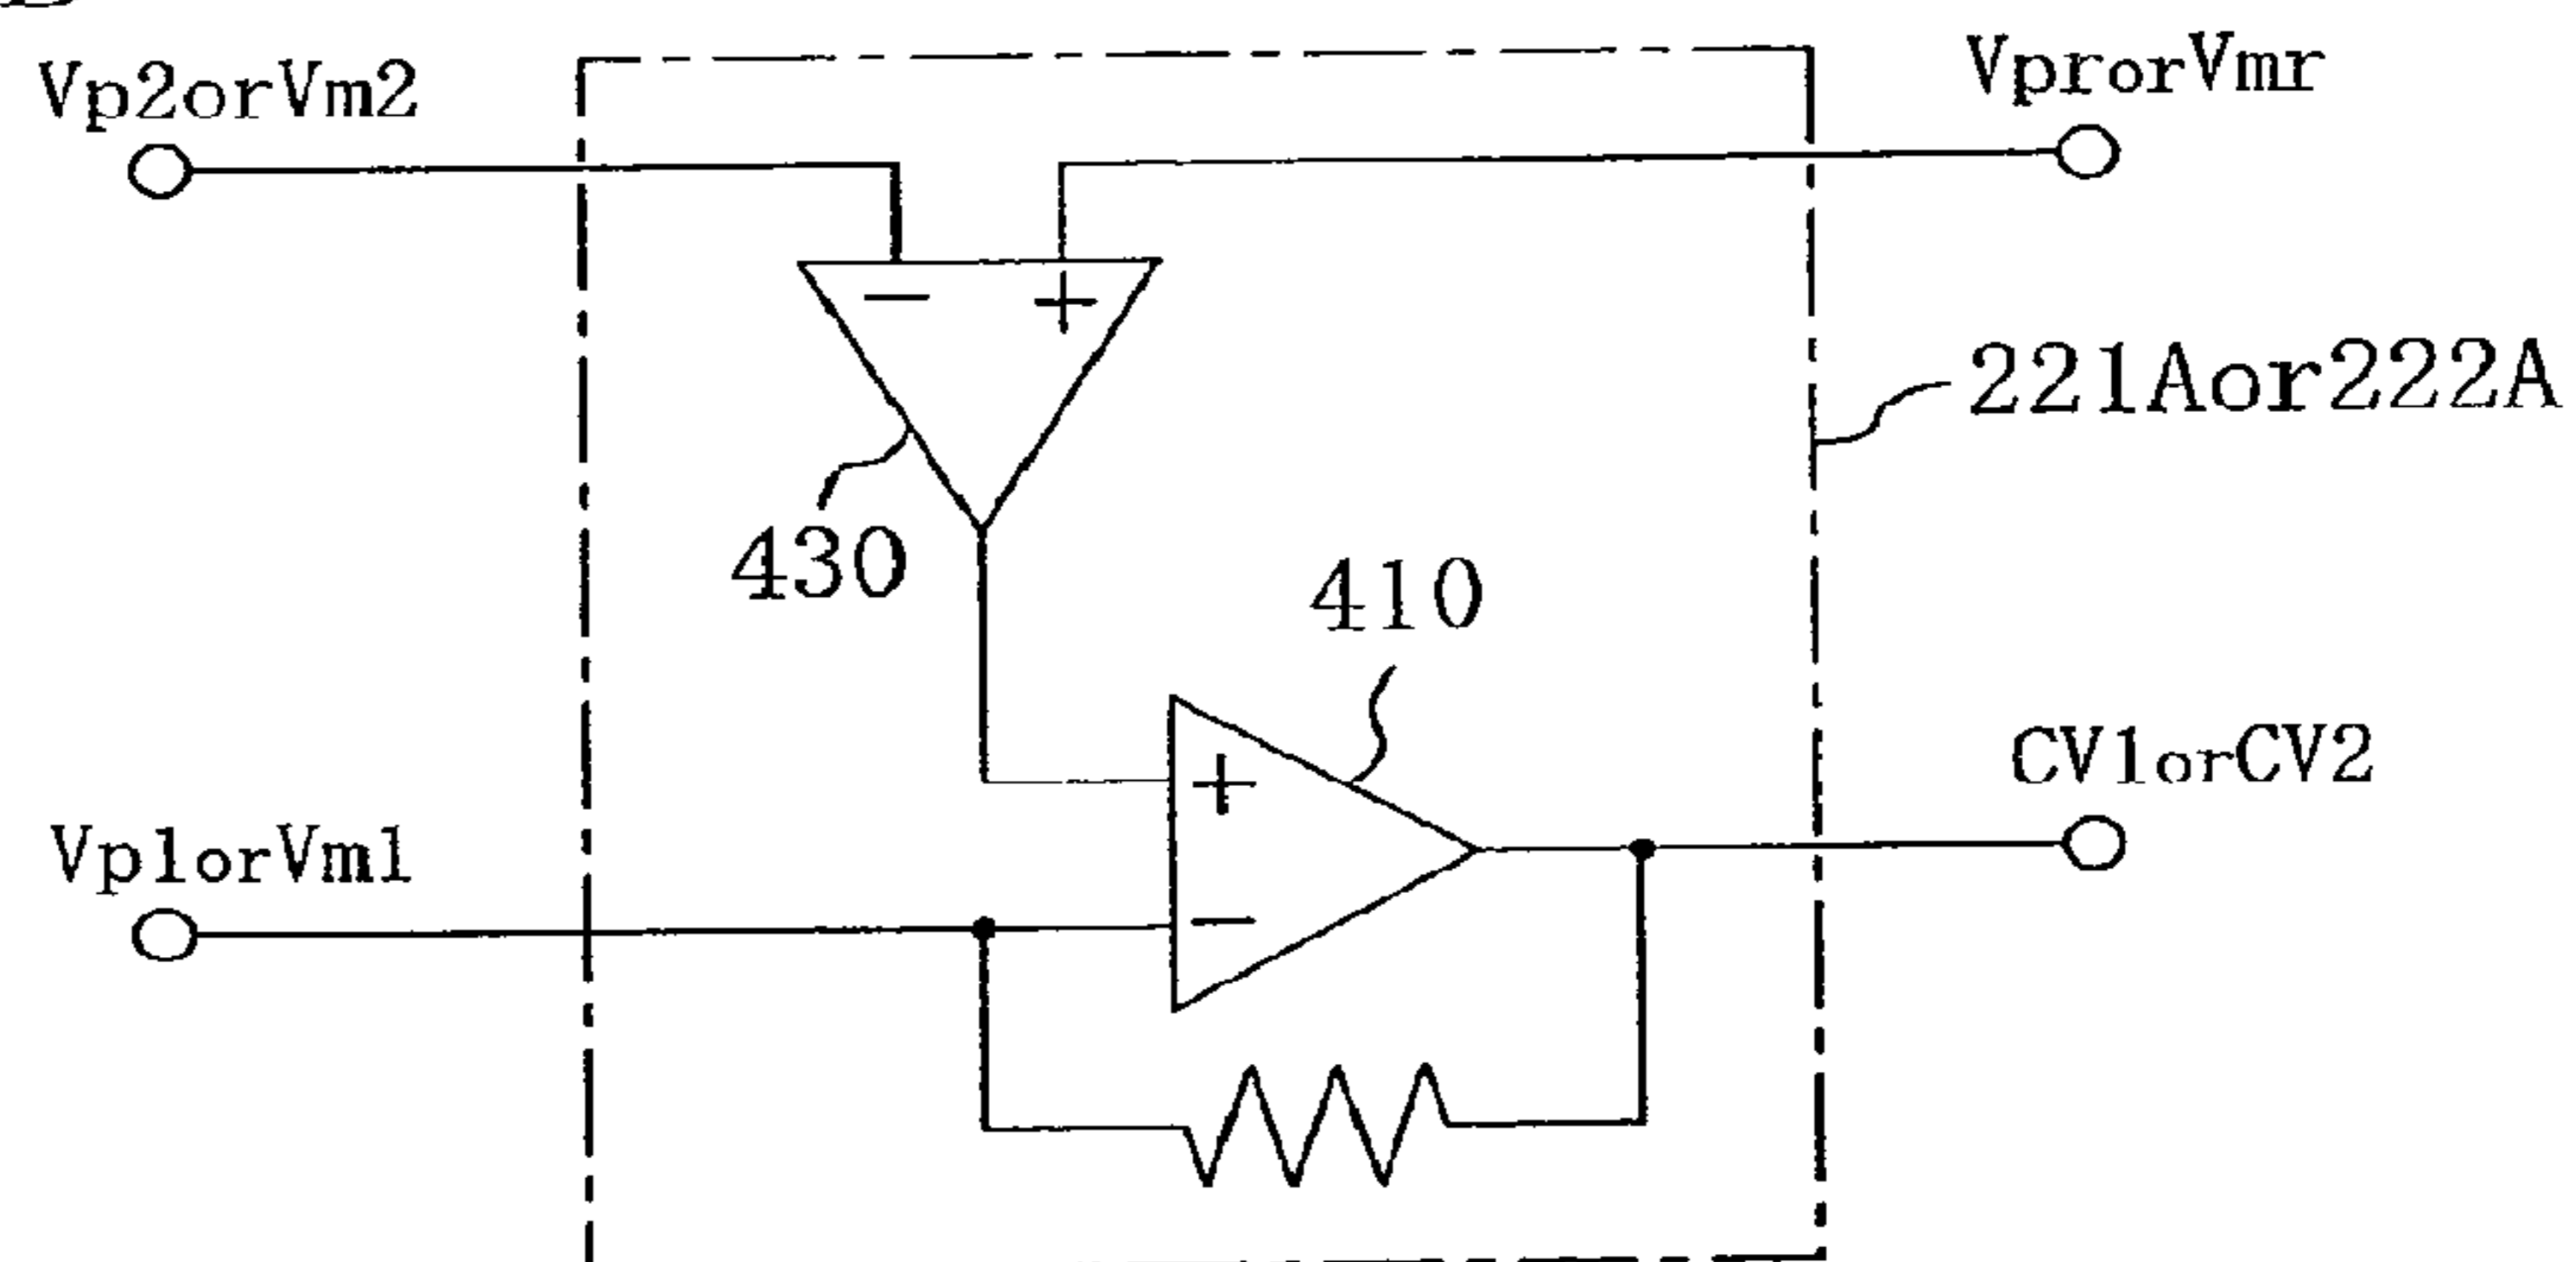 Vp2orVm2
VprorVmr
221Aor222A
−
+
430
410
+
−
Vp1orVm1
CV1orCV2